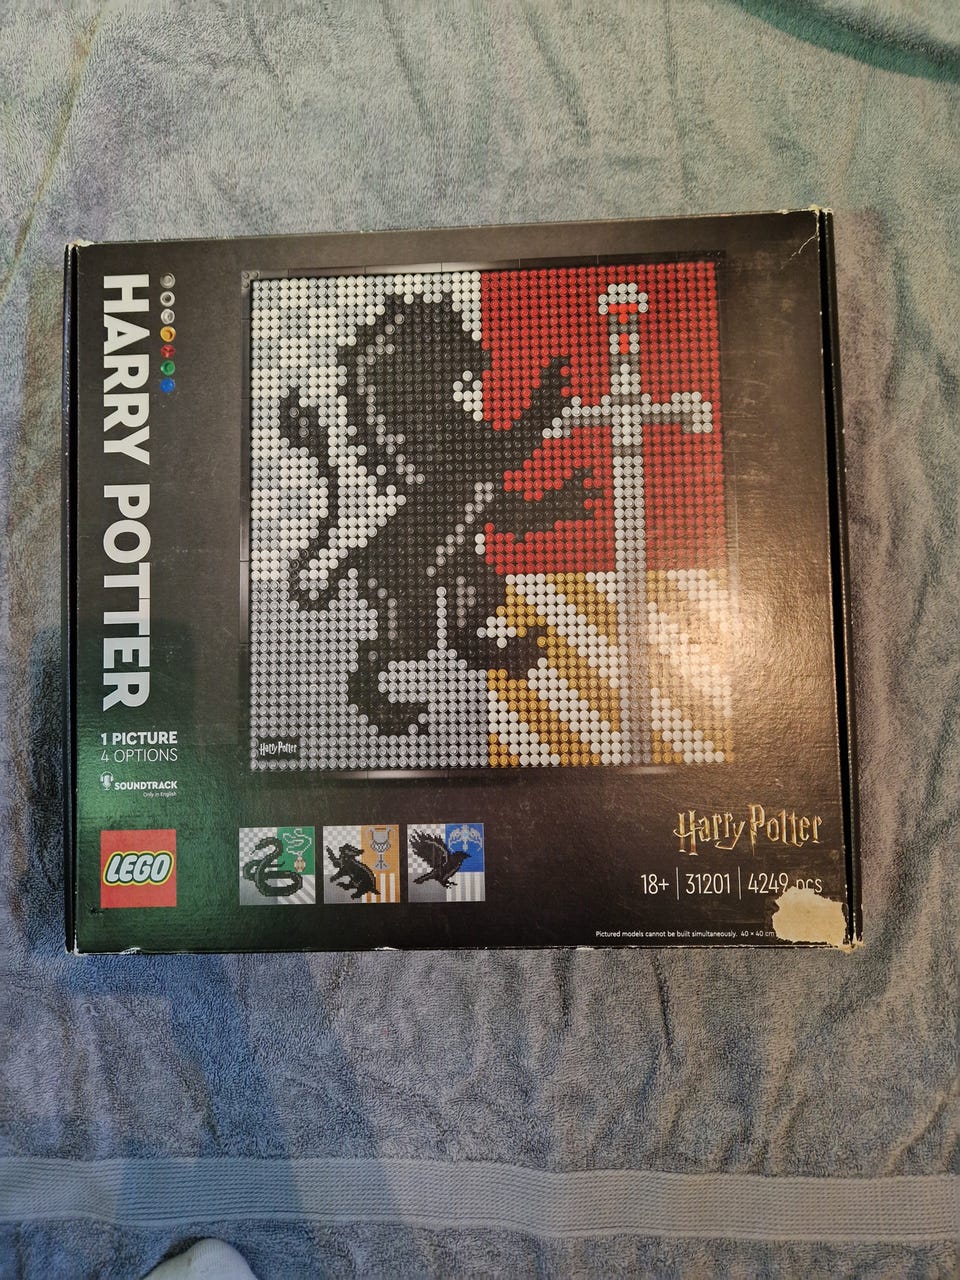 HARRY POTTER
1 PICTURE
4 OPTIONS
SOUNDTRACK
Only in English
LEGO
Harry Potter
Harry Potter
18+ | 31201 | 4249 pcs
Pictured models cannot be built simultaneously. 40 × 40 cm